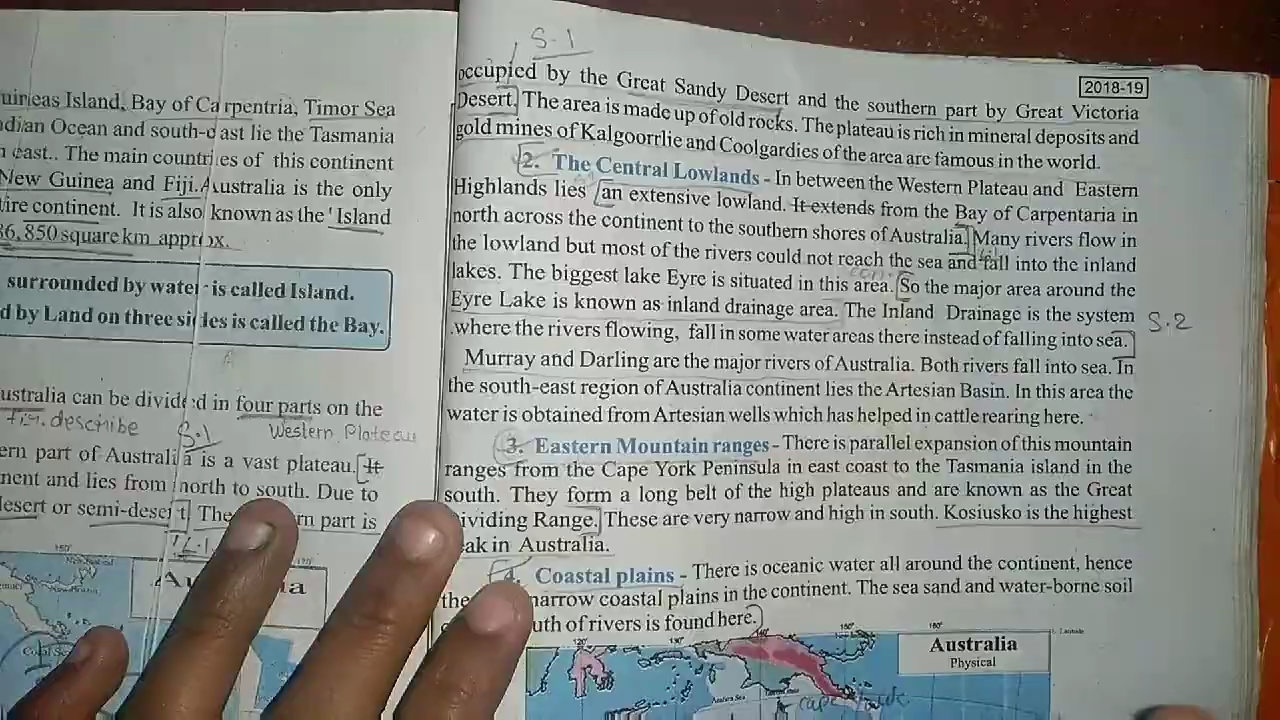 uirieas Island, Bay of Carpentria, Timor Sea
dian Ocean and south-east lie the Tasmania
east.. The main countries of this continent
New Guinea and Fiji. Australia is the only
tire continent. It is also known as the 'Island
86,850 square km approx.
surrounded by water is called Island.
d by Land on three sides is called the Bay.
ustralia can be divided in four parts on the
describe
S.1
Western Plateau
ern part of Australia is a vast plateau. It
nent and lies from north to south. Due to
desert or semi-desert The rn part is
S-1
2018-19
occupied by the Great Sandy Desert and the southern part by Great Victoria
Desert. The area is made up of old rocks. The plateau is rich in mineral deposits and
gold mines of Kalgoorrlie and Coolgardies of the area are famous in the world.
2. The Central Lowlands - In between the Western Plateau and Eastern
Highlands lies an extensive lowland. It extends from the Bay of Carpentaria in
north across the continent to the southern shores of Australia. Many rivers flow in
the lowland but most of the rivers could not reach the sea and fall into the inland
lakes. The biggest lake Eyre is situated in this area. So the major area around the
Eyre Lake is known as inland drainage area. The Inland Drainage is the system
S.2
where the rivers flowing, fall in some water areas there instead of falling into sea.
Murray and Darling are the major rivers of Australia. Both rivers fall into sea. In
the south-east region of Australia continent lies the Artesian Basin. In this area the
water is obtained from Artesian wells which has helped in cattle rearing here.
3. Eastern Mountain ranges - There is parallel expansion of this mountain
ranges from the Cape York Peninsula in east coast to the Tasmania island in the
south. They form a long belt of the high plateaus and are known as the Great
ividing Range. These are very narrow and high in south. Kosiusko is the highest
eak in Australia.
4. Coastal plains - There is oceanic water all around the continent, hence
the narrow coastal plains in the continent. The sea sand and water-borne soil
uth of rivers is found here.
Australia
Physical